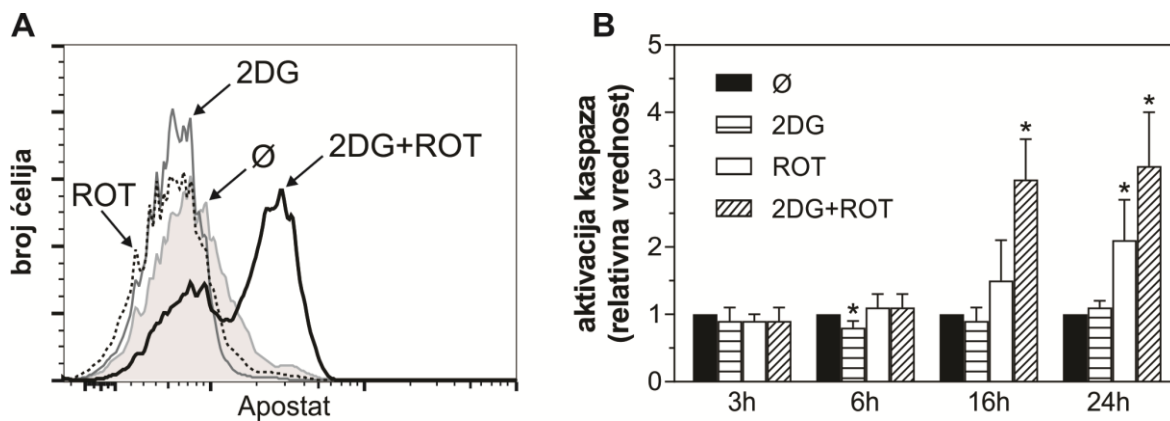 A
2DG
2DG+ROT
Ø
ROT
broj ćelija
Apostat
B
aktivacija kaspaza
(relativna vrednost)
5
4
3
2
1
0
Ø
2DG
ROT
2DG+ROT
*
*
*
*
3h
6h
16h
24h